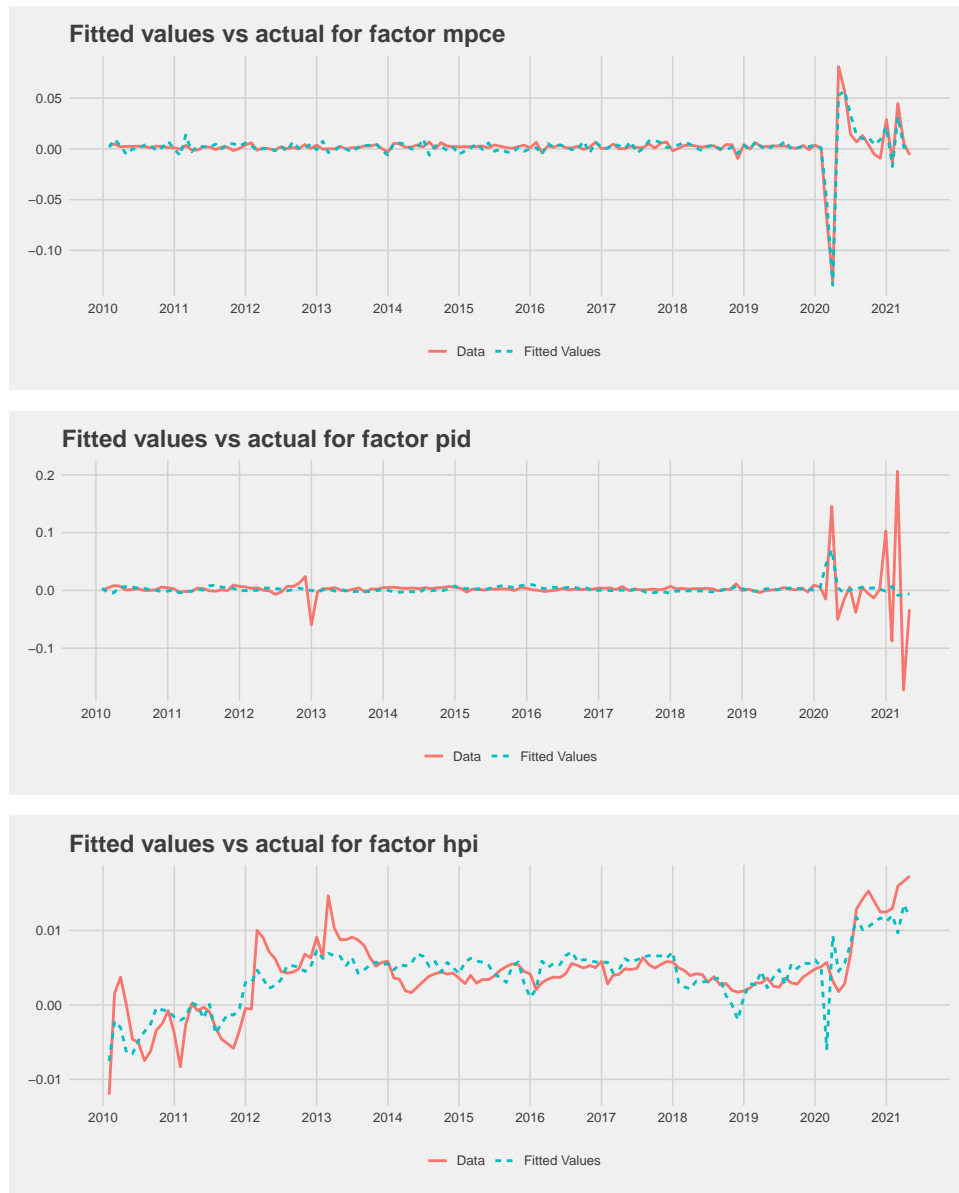 Fitted values vs actual for factor mpce
0.05
0.00
−0.05
−0.10
2010 2011 2012 2013 2014 2015 2016 2017 2018 2019 2020 2021
Data Fitted Values
Fitted values vs actual for factor pid
0.2
0.1
0.0
−0.1
2010 2011 2012 2013 2014 2015 2016 2017 2018 2019 2020 2021
Data Fitted Values
Fitted values vs actual for factor hpi
0.01
0.00
−0.01
2010 2011 2012 2013 2014 2015 2016 2017 2018 2019 2020 2021
Data Fitted Values